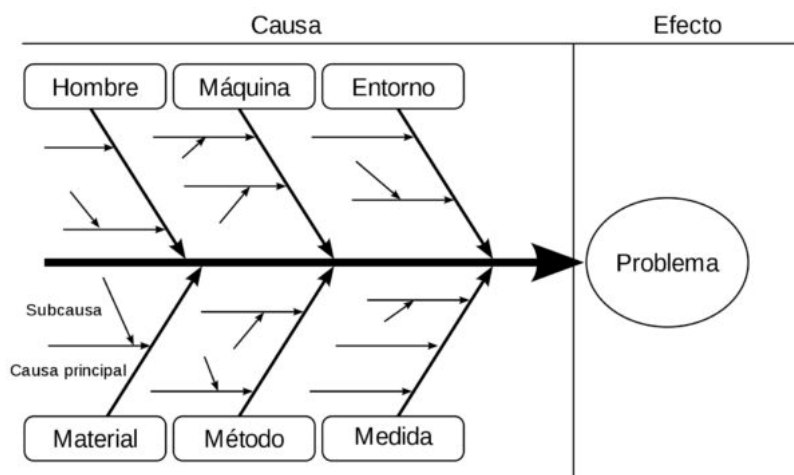 Causa
Efecto
Hombre
Máquina
Entorno
Problema
Subcausa
Causa principal
Material
Método
Medida